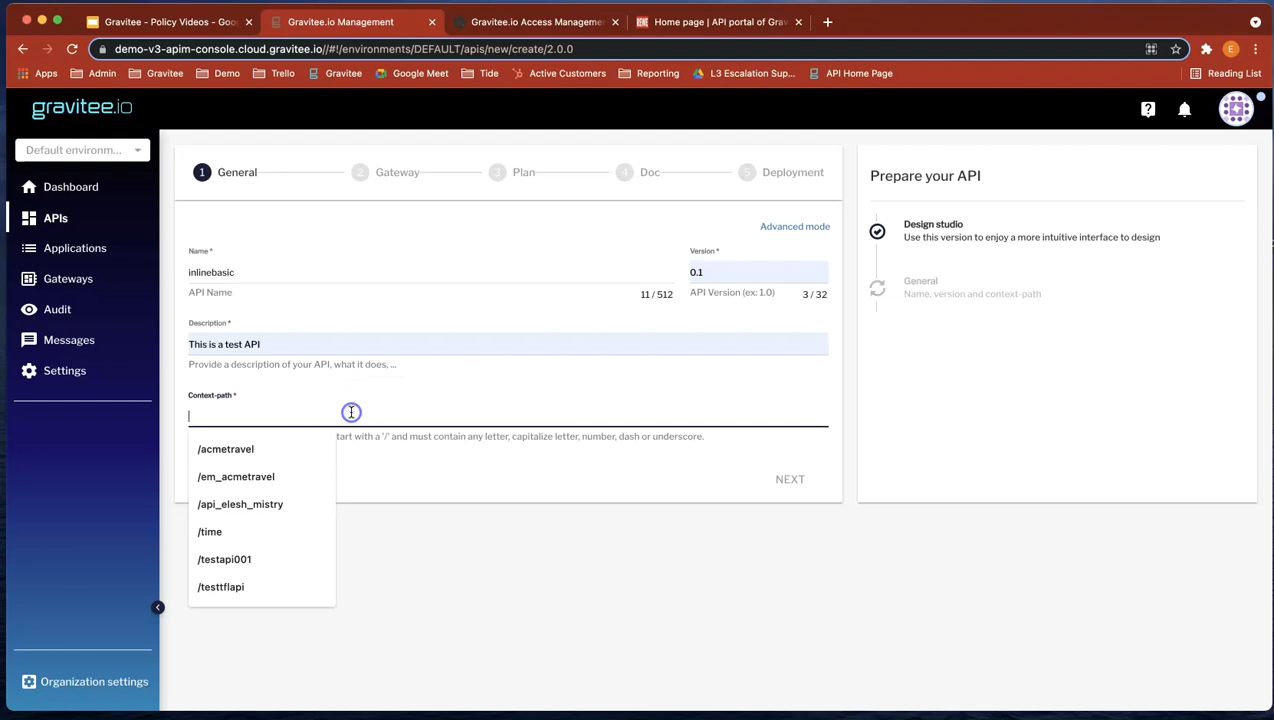 Gravitee - Policy Videos - Goo
Gravitee.io Management
Gravitee.io Access Manageme
Home page | API portal of Grav
demo-v3-apim-console.cloud.gravitee.io//#!/environments/DEFAULT/apis/new/create/2.0.0
E
Apps
Admin
Gravitee
Demo
Trello
Gravitee
Google Meet
Tide
Active Customers
Reporting
L3 Escalation Sup...
API Home Page
Reading List
gravitee.io
Default environm...
Dashboard
APIs
Applications
Gateways
Audit
Messages
Settings
Organization settings
1 General
2 Gateway
3 Plan
4 Doc
5 Deployment
Advanced mode
Name *
inlinebasic
API Name
11 / 512
Version *
0.1
API Version (ex: 1.0)
3 / 32
Description *
This is a test API
Provide a description of your API, what it does, ...
Context-path *
tart with a '/' and must contain any letter, capitalize letter, number, dash or underscore.
/acmetravel
/em_acmetravel
/api_elesh_mistry
/time
/testapi001
/testtflapi
NEXT
Prepare your API
Design studio
Use this version to enjoy a more intuitive interface to design
General
Name, version and context-path